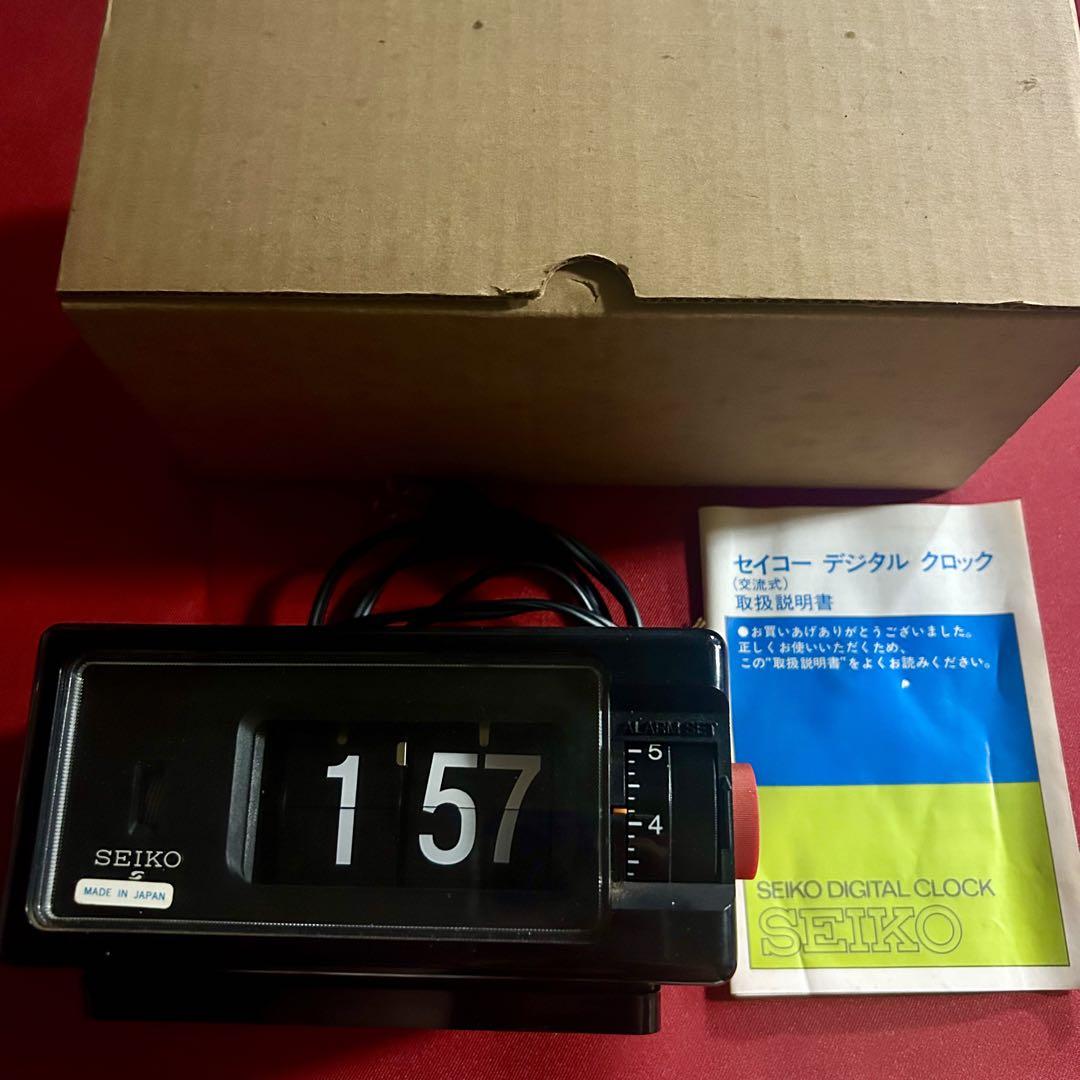 セイコー デジタル クロック
(交流式)
取扱説明書
●お買いあげありがとうございました。
正しくお使いいただくため、
この"取扱説明書"をよくお読みください。
SEIKO DIGITAL CLOCK
SEIKO
ALARM SET
5
4
1 57
SEIKO
MADE IN JAPAN